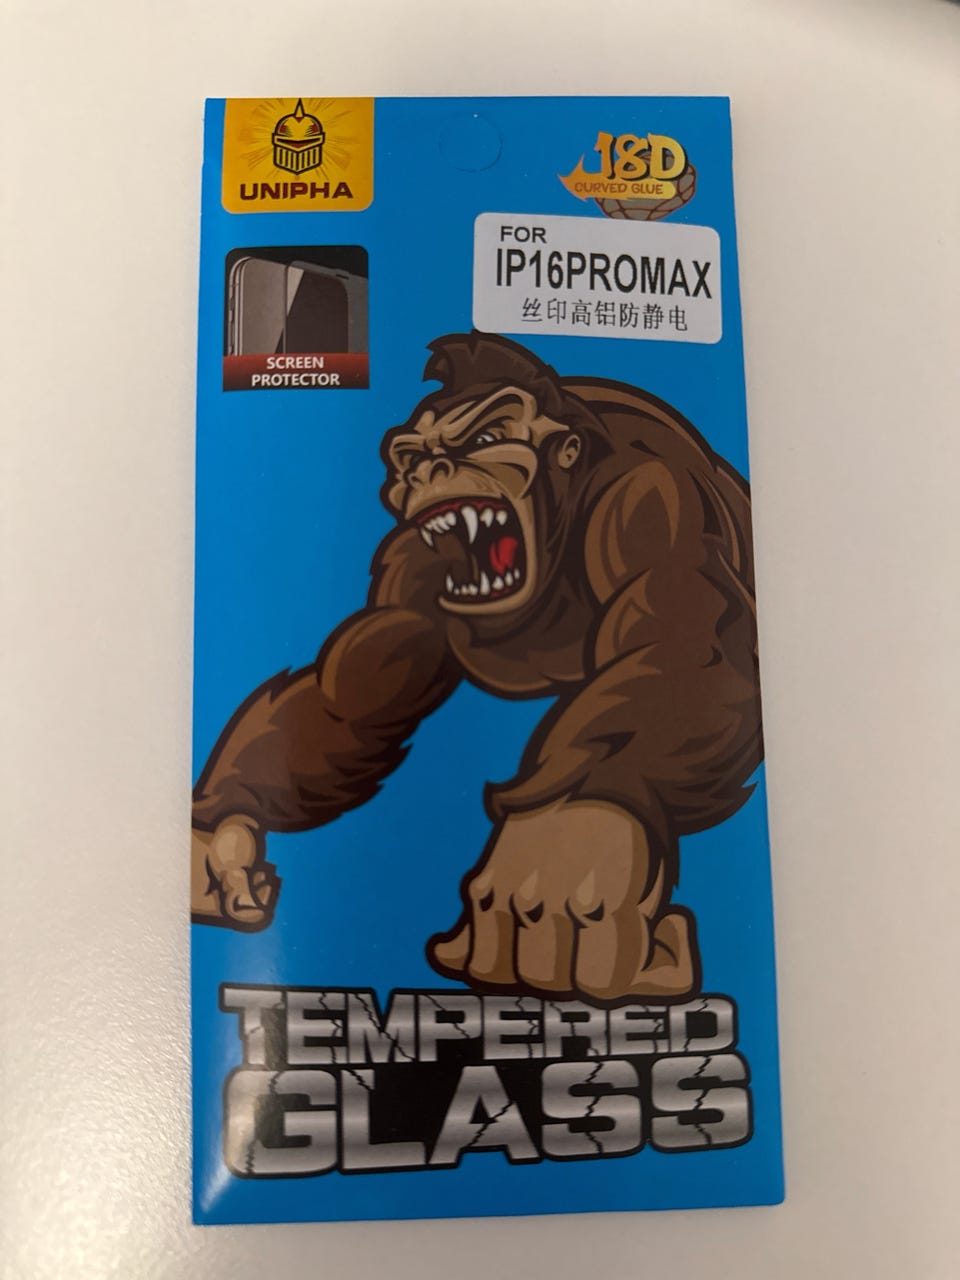 UNIPHA
18D
CURVED GLUE
FOR
IP16PROMAX
丝印高铝防静电
SCREEN
PROTECTOR
TEMPERED
GLASS